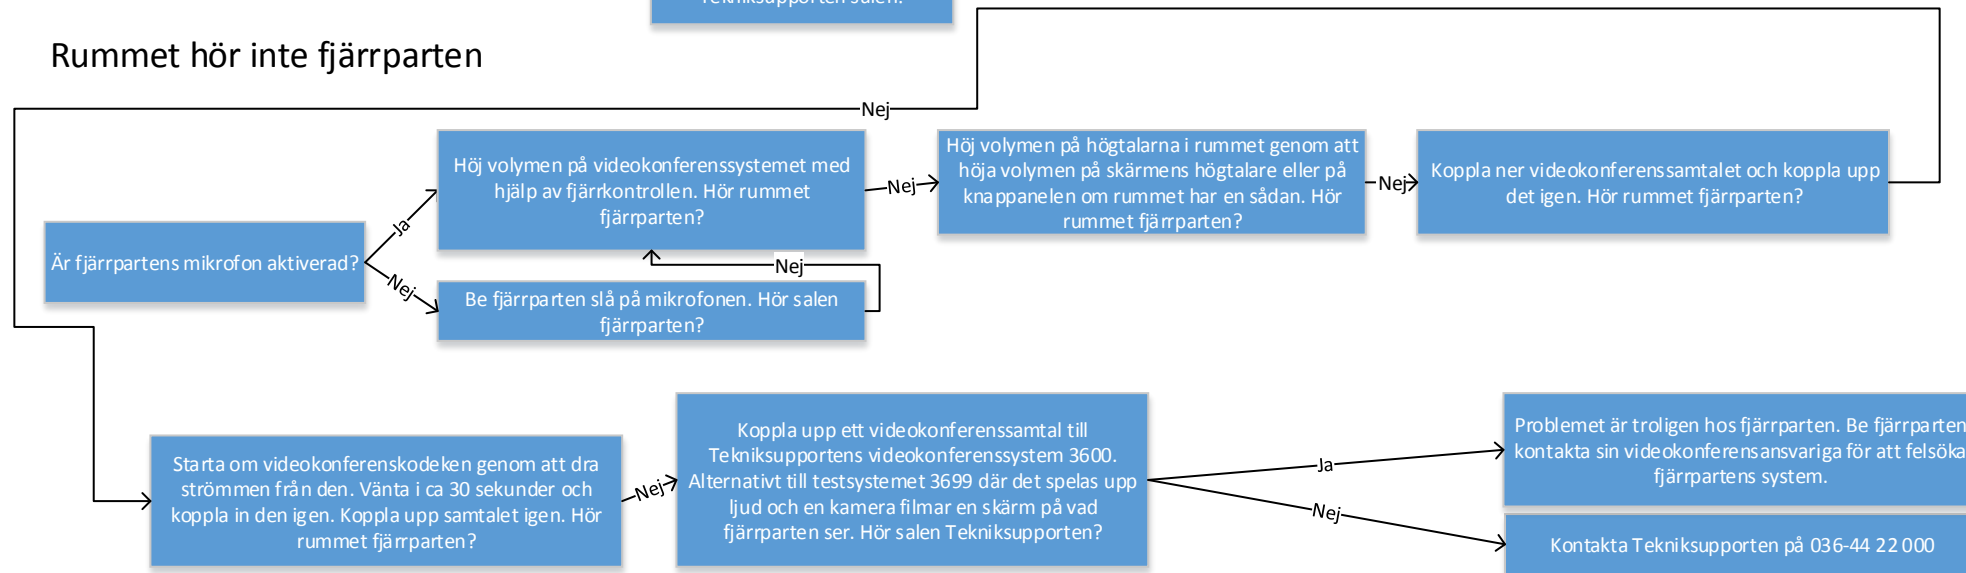 Tekniksupporten salen?
Rummet hör inte fjärrparten
Nej
Höj volymen på videokonferenssystemet med
hjälp av fjärrkontrollen. Hör rummet
fjärrparten?
Nej
Höj volymen på högtalarna i rummet genom att
höja volymen på skärmens högtalare eller på
knappanelen om rummet har en sådan. Hör
rummet fjärrparten?
Nej
Koppla ner videokonferenssamtalet och koppla upp
det igen. Hör rummet fjärrparten?
Är fjärrpartens mikrofon aktiverad?
Ja
Nej
Nej
Be fjärrparten slå på mikrofonen. Hör salen
fjärrparten?
Starta om videokonferenskodeken genom att dra
strömmen från den. Vänta i ca 30 sekunder och
koppla in den igen. Koppla upp samtalet igen. Hör
rummet fjärrparten?
Nej
Koppla upp ett videokonferenssamtal till
Tekniksupportens videokonferenssystem 3600.
Alternativt till testsystemet 3699 där det spelas upp
ljud och en kamera filmar en skärm på vad
fjärrparten ser. Hör salen Tekniksupporten?
Ja
Nej
Problemet är troligen hos fjärrparten. Be fjärrparten
kontakta sin videokonferensansvariga för att felsöka
fjärrpartens system.
Kontakta Tekniksupporten på 036-44 22 000